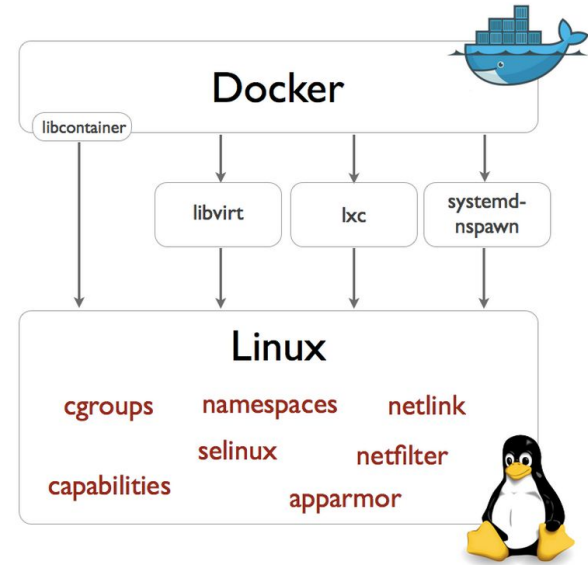 Docker
libcontainer
libvirt
lxc
systemd-
nspawn
Linux
cgroups namespaces netlink
selinux netfilter
capabilities apparmor